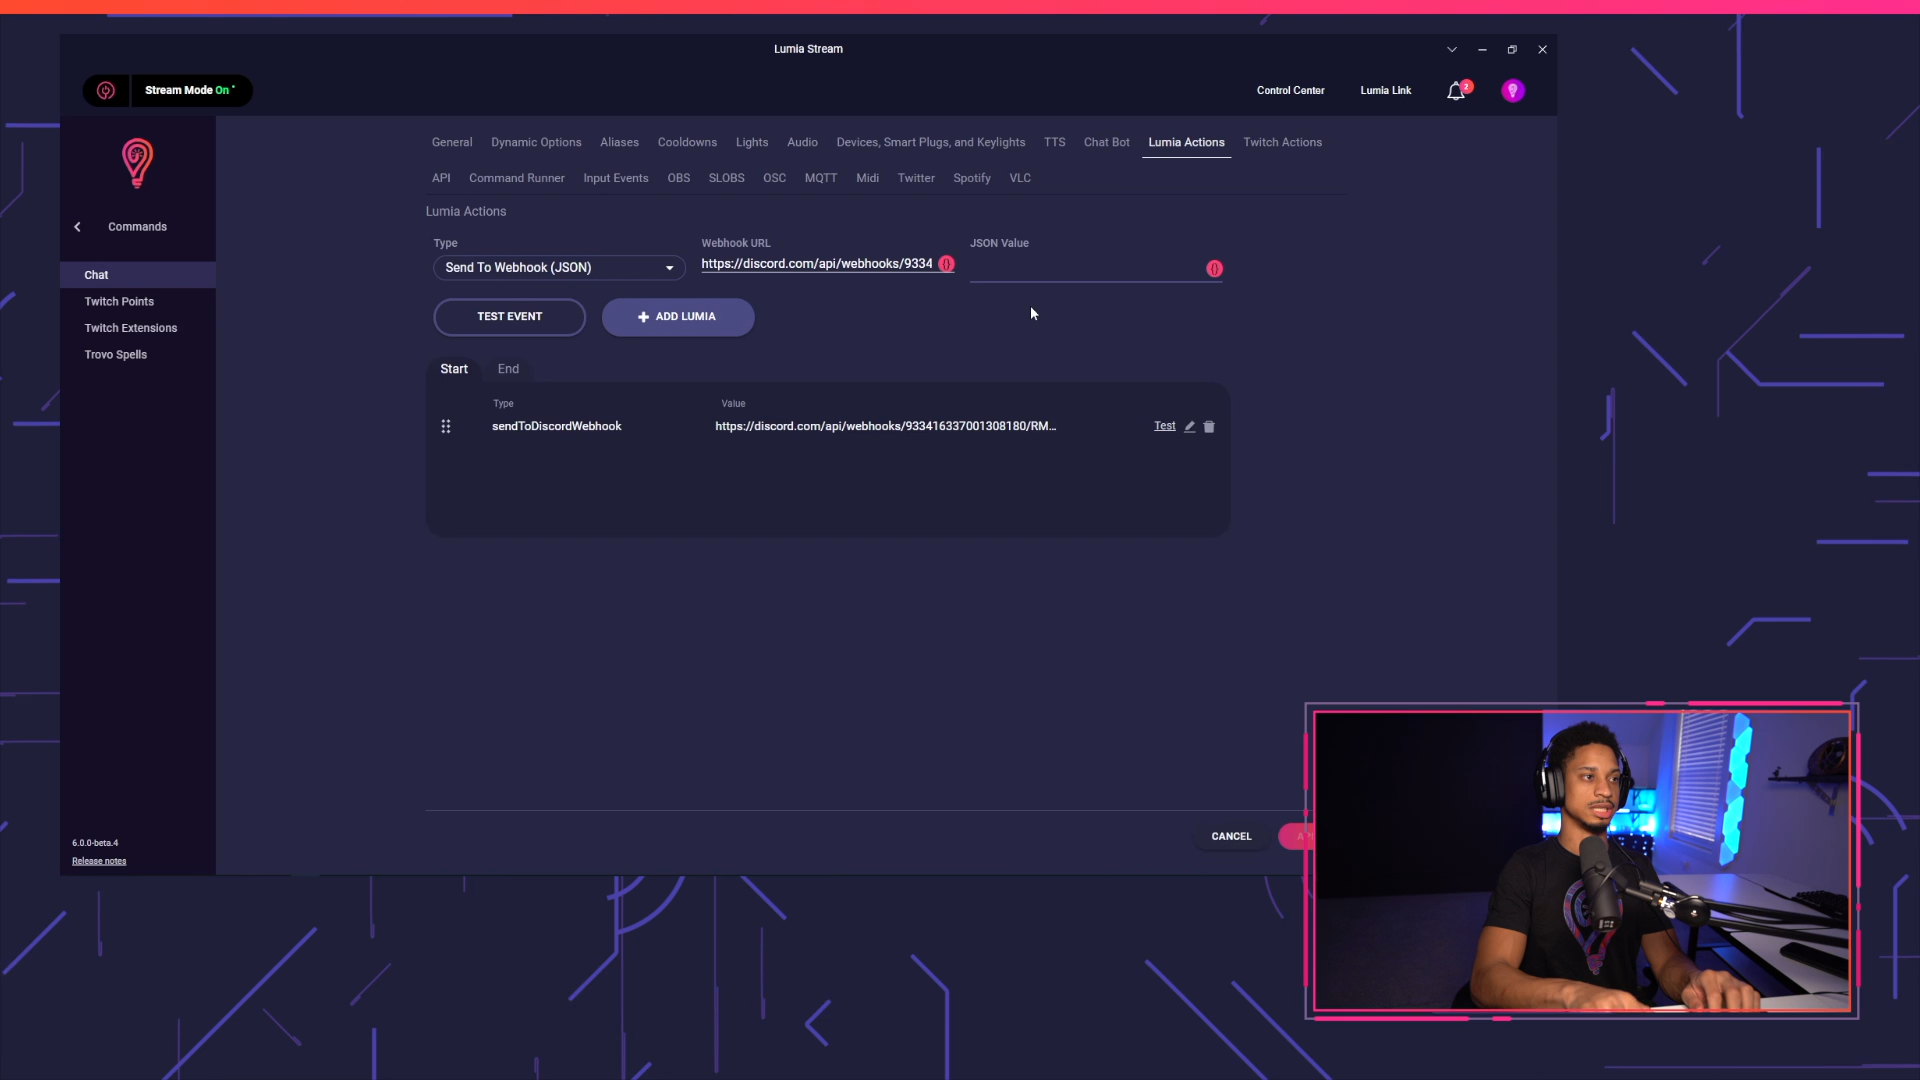 Lumia Stream
Stream Mode On
Control Center
Lumia Link
2
Commands
Chat
Twitch Points
Twitch Extensions
Trovo Spells
General Dynamic Options Aliases Cooldowns Lights Audio Devices, Smart Plugs, and Keylights TTS Chat Bot Lumia Actions Twitch Actions
API Command Runner Input Events OBS SLOBS OSC MQTT Midi Twitter Spotify VLC
Lumia Actions
Type Webhook URL JSON Value
Send To Webhook (JSON) https://discord.com/api/webhooks/9334 {} {}
TEST EVENT + ADD LUMIA
Start End
Type Value
sendToDiscordWebhook https://discord.com/api/webhooks/933416337001308180/RM... Test
CANCEL
6.0.0-beta.4
Release notes